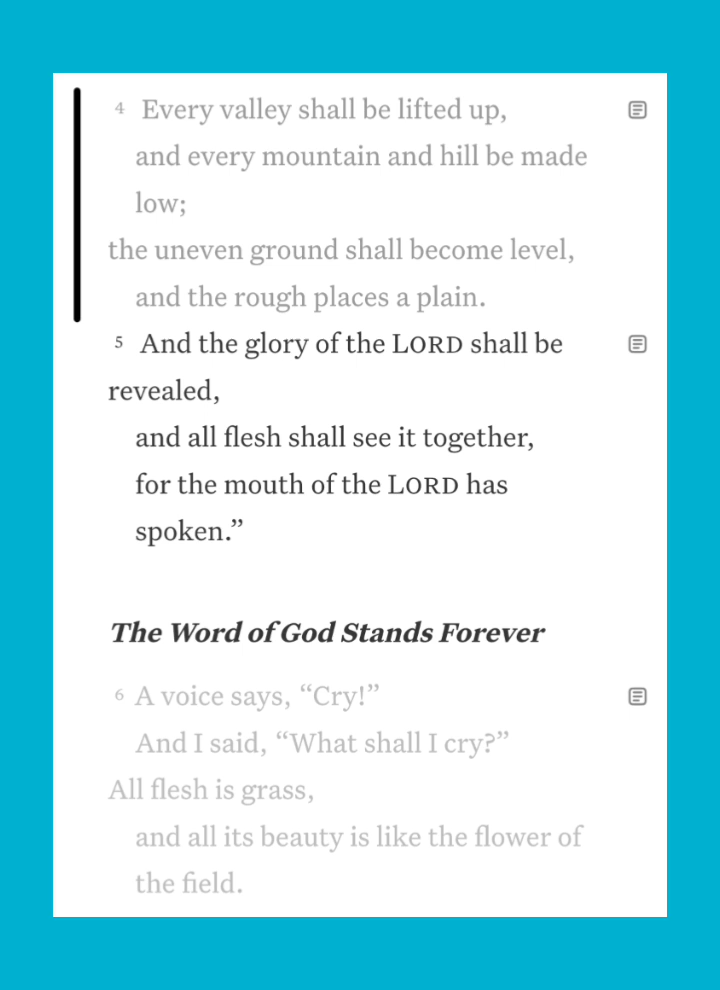 4 Every valley shall be lifted up,
and every mountain and hill be made
low;
the uneven ground shall become level,
and the rough places a plain.
5 And the glory of the LORD shall be
revealed,
and all flesh shall see it together,
for the mouth of the LORD has
spoken.”
The Word of God Stands Forever
6 A voice says, “Cry!”
And I said, “What shall I cry?”
All flesh is grass,
and all its beauty is like the flower of
the field.